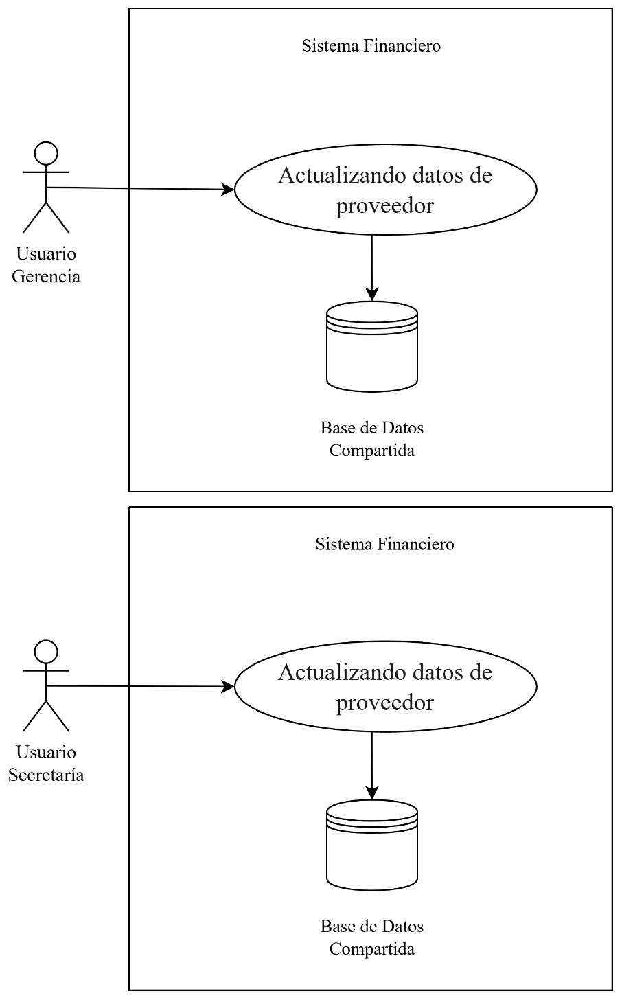 Sistema Financiero
Actualizando datos de
proveedor
Usuario
Gerencia
Base de Datos
Compartida
Sistema Financiero
Actualizando datos de
proveedor
Usuario
Secretaría
Base de Datos
Compartida